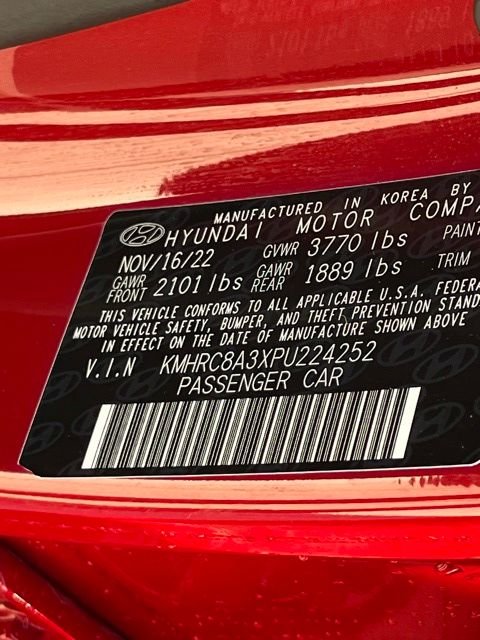 MANUFACTURED IN KOREA BY
HYUNDAI MOTOR COMPA
NOV/16/22 GVWR 3770 lbs PAINT
GAWR FRONT 2101 lbs GAWR REAR 1889 lbs TRIM
THIS VEHICLE CONFORMS TO ALL APPLICABLE U.S.A. FEDERA
MOTOR VEHICLE SAFETY, BUMPER, AND THEFT PREVENTION STAND
IN EFFECT ON THE DATE OF MANUFACTURE SHOWN ABOVE
V.I.N KMHRC8A3XPU224252
PASSENGER CAR